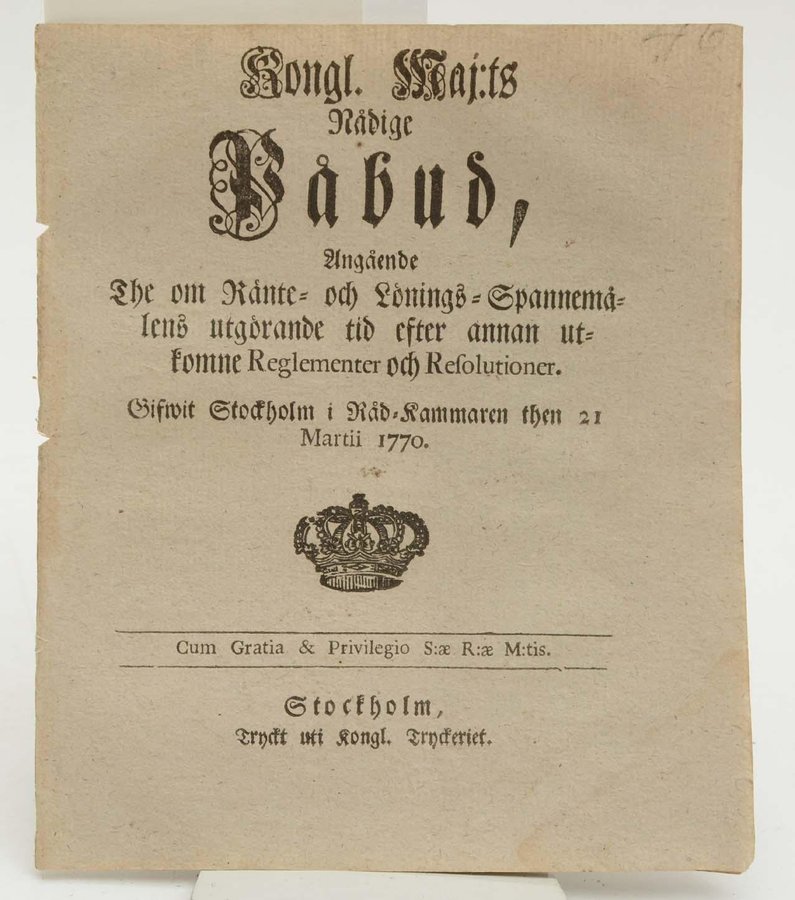 76
Kongl. Maj:ts
Nådige
Påbud,
Angående
The om Ränte- och Lönings-Spannemå-
lens utgörande tid efter annan ut-
komne Reglementer och Resolutioner.
Gifwit Stockholm i Råd-Kammaren then 21
Martii 1770.
Cum Gratia & Privilegio S:æ R:æ M:tis.
Stockholm,
Tryckt uti Kongl. Tryckeriet.